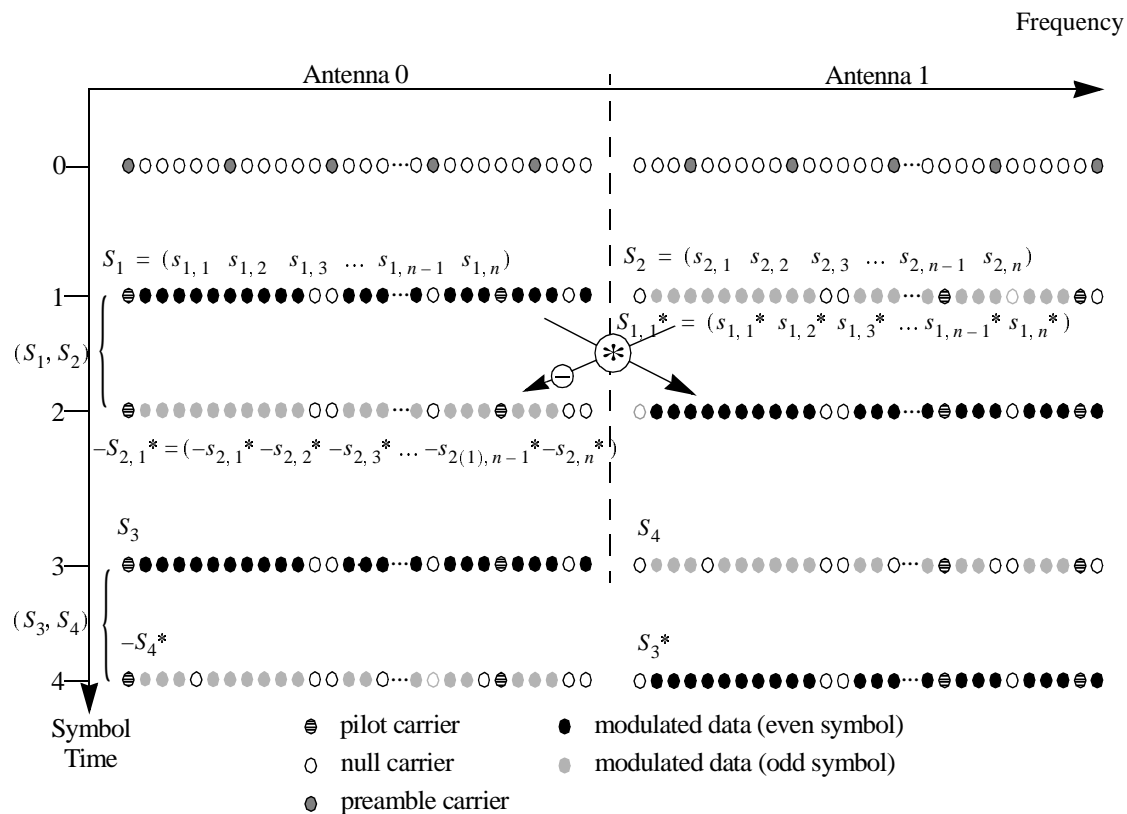 Frequency
Antenna 0 Antenna 1
0
S1 = (s1, 1 s1, 2 s1, 3 … s1, n – 1 s1, n) S2 = (s2, 1 s2, 2 s2, 3 … s2, n – 1 s2, n)
1
S1, 1* = (s1, 1* s1, 2* s1, 3* … s1, n – 1* s1, n*)
(S1, S2)
*
–
2
–S2, 1* = (–s2, 1* –s2, 2* –s2, 3* … –s2(1), n – 1* –s2, n*)
S3 S4
3
(S3, S4)
–S4* S3*
4
Symbol
Time
pilot carrier modulated data (even symbol)
null carrier modulated data (odd symbol)
preamble carrier